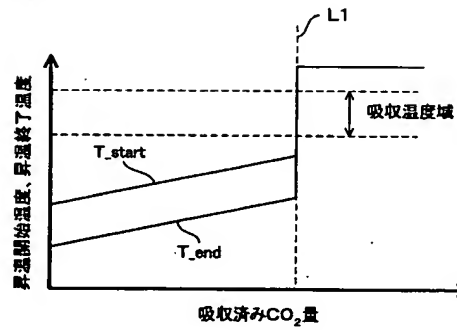 L1
吸収温度域
T_start
T_end
昇温開始温度、昇温終了温度
吸収済みCO₂量